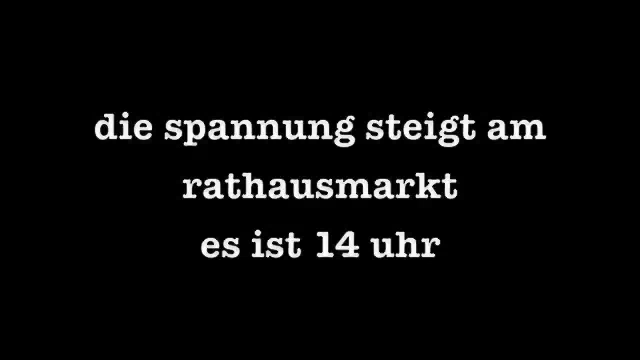 die spannung steigt am
rathausmarkt
es ist 14 uhr